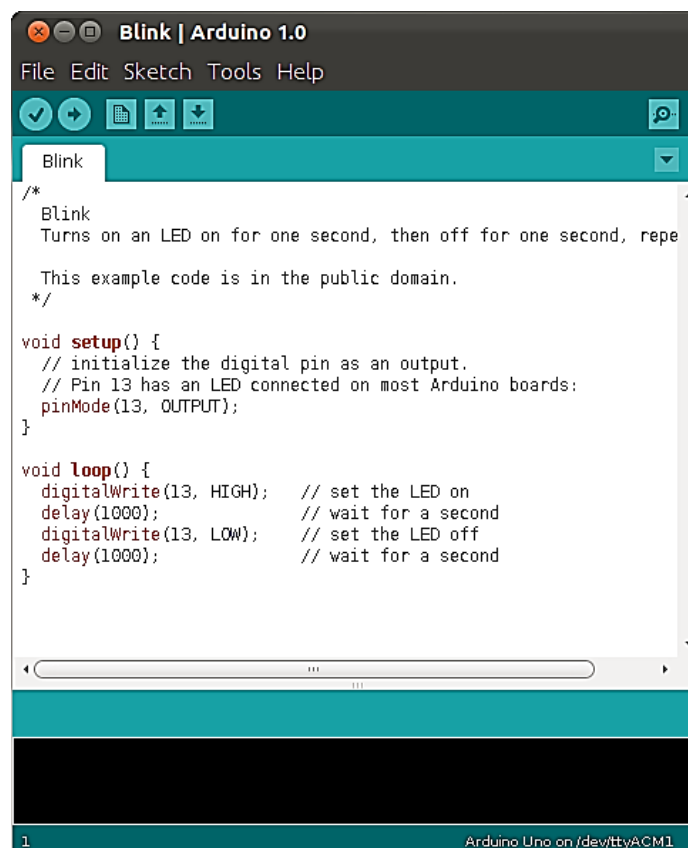 Blink | Arduino 1.0
File Edit Sketch Tools Help
Blink
/*
  Blink
  Turns on an LED on for one second, then off for one second, repe

  This example code is in the public domain.
 */

void setup() {
  // initialize the digital pin as an output.
  // Pin 13 has an LED connected on most Arduino boards:
  pinMode(13, OUTPUT);
}

void loop() {
  digitalWrite(13, HIGH);   // set the LED on
  delay(1000);              // wait for a second
  digitalWrite(13, LOW);    // set the LED off
  delay(1000);              // wait for a second
}
1 Arduino Uno on /dev/ttyACM1